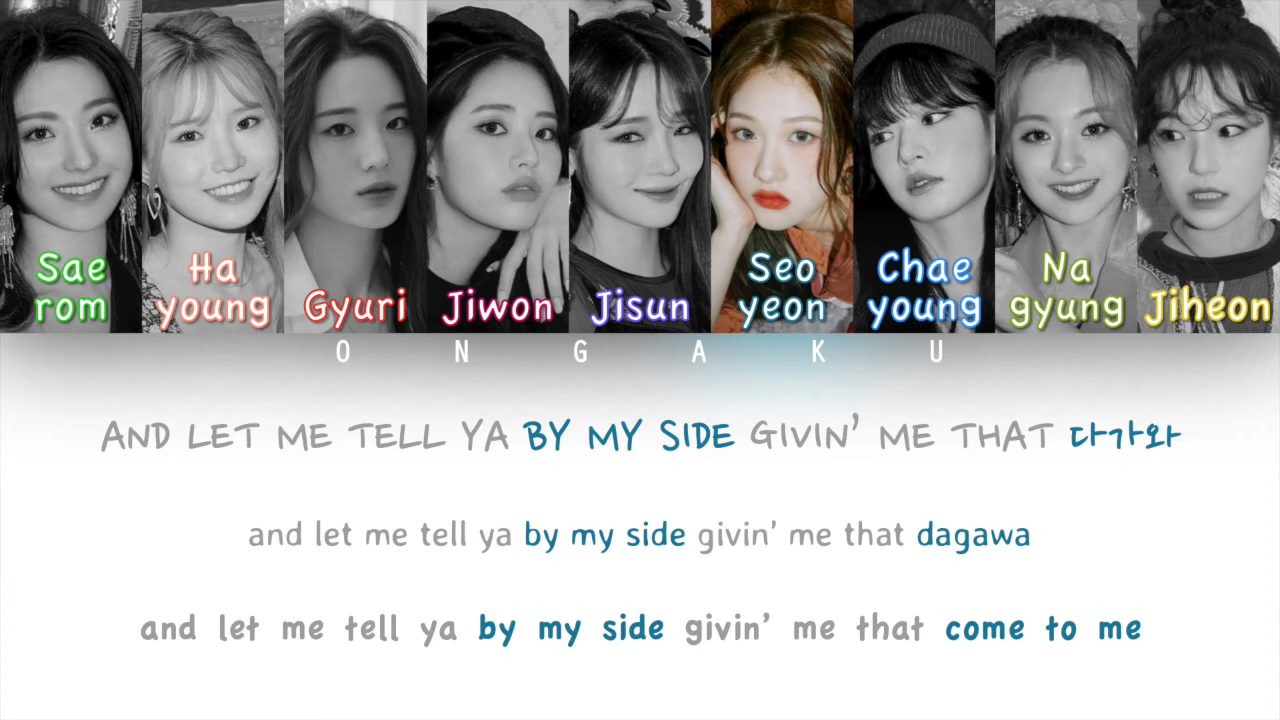 Sae rom
Ha young
Gyuri
Jiwon
Jisun
Seo yeon
Chae young
Na gyung
Jiheon
O N G A K U
AND LET ME TELL YA BY MY SIDE GIVIN' ME THAT 다가와
and let me tell ya by my side givin' me that dagawa
and let me tell ya by my side givin' me that come to me